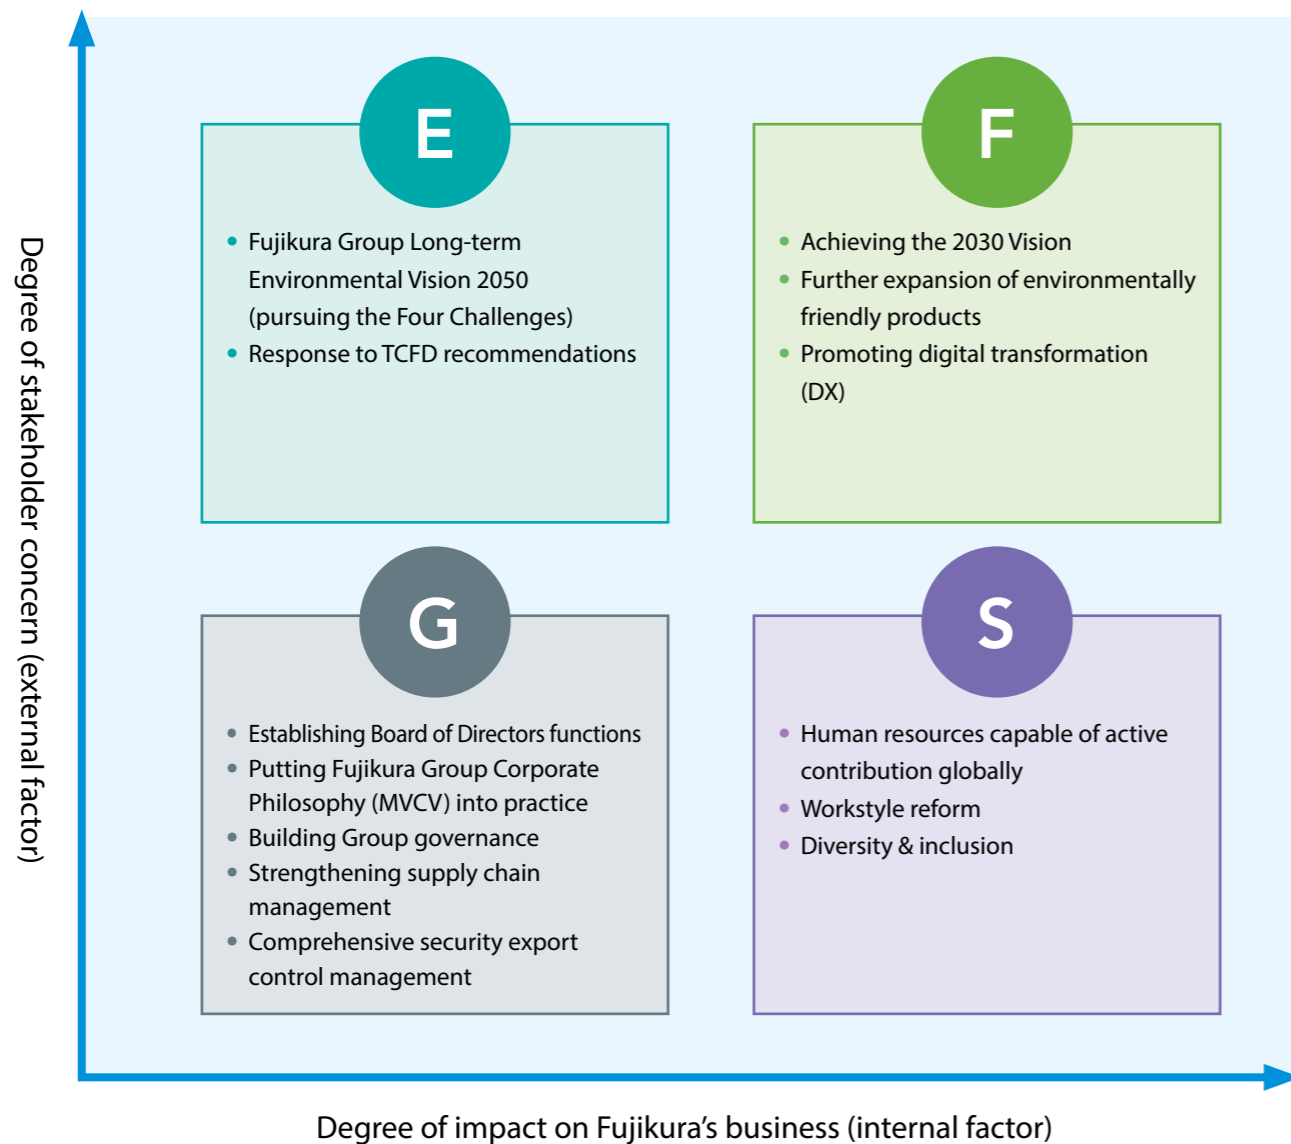 Degree of stakeholder concern (external factor)
E
• Fujikura Group Long-term
Environmental Vision 2050
(pursuing the Four Challenges)
• Response to TCFD recommendations
F
• Achieving the 2030 Vision
• Further expansion of environmentally
friendly products
• Promoting digital transformation
(DX)
G
• Establishing Board of Directors functions
• Putting Fujikura Group Corporate
Philosophy (MVCV) into practice
• Building Group governance
• Strengthening supply chain
management
• Comprehensive security export
control management
S
• Human resources capable of active
contribution globally
• Workstyle reform
• Diversity & inclusion
Degree of impact on Fujikura’s business (internal factor)